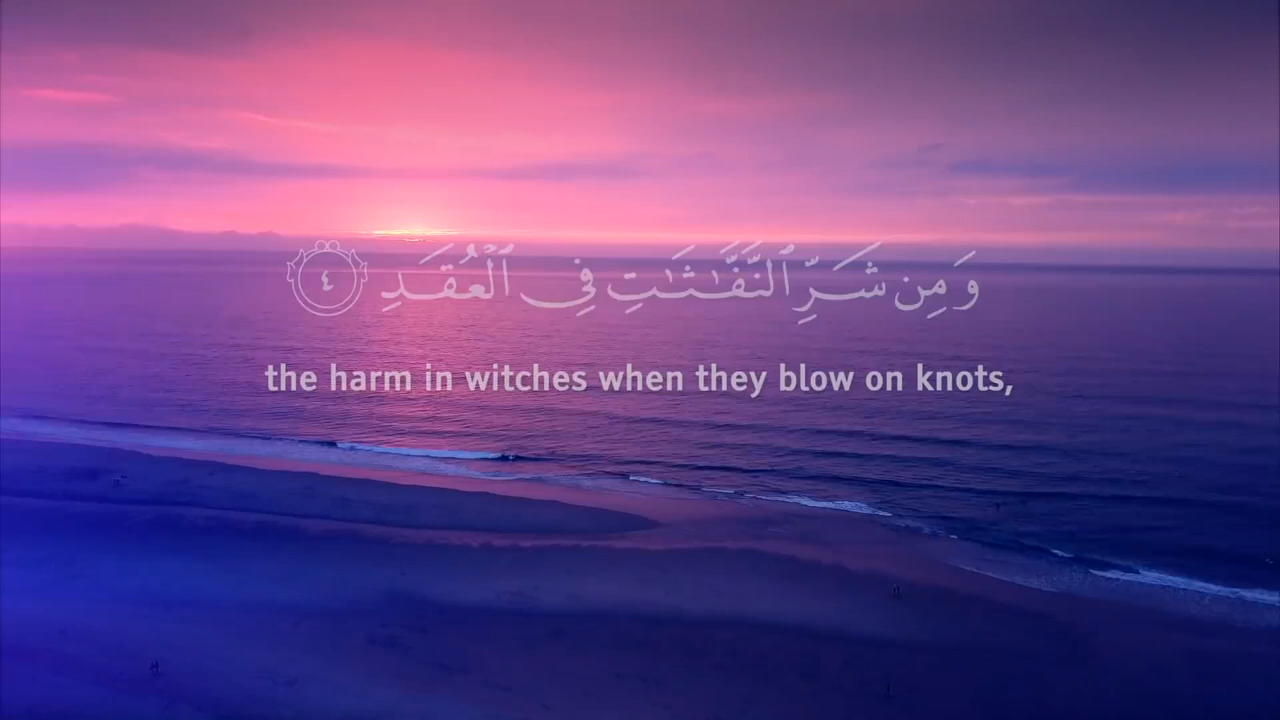 وَمِن شَرِّ ٱلنَّفَّـٰثَـٰتِ فِى ٱلْعُقَدِ ٤
the harm in witches when they blow on knots,